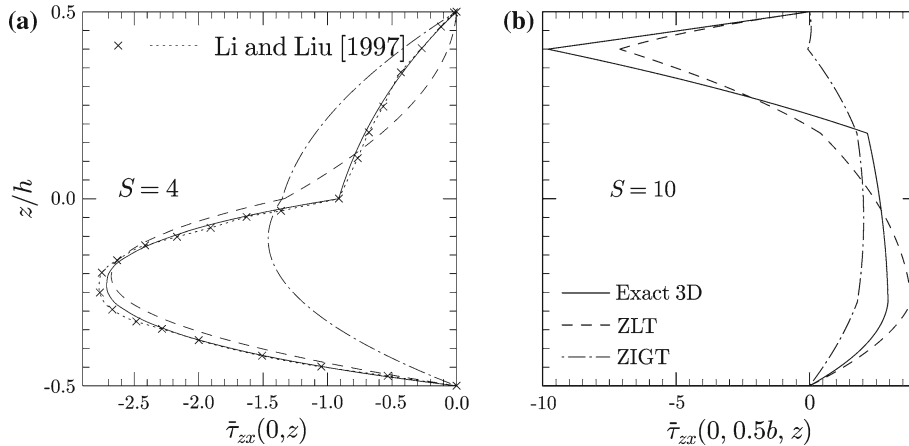 (a)
0.5
0.0
-0.5
z/h
Li and Liu [1997]
S = 4
-2.5 -2.0 -1.5 -1.0 -0.5 0.0
τ̄zx(0,z)
(b)
S = 10
Exact 3D
ZLT
ZIGT
-10 -5 0
τ̄zx(0, 0.5b, z)